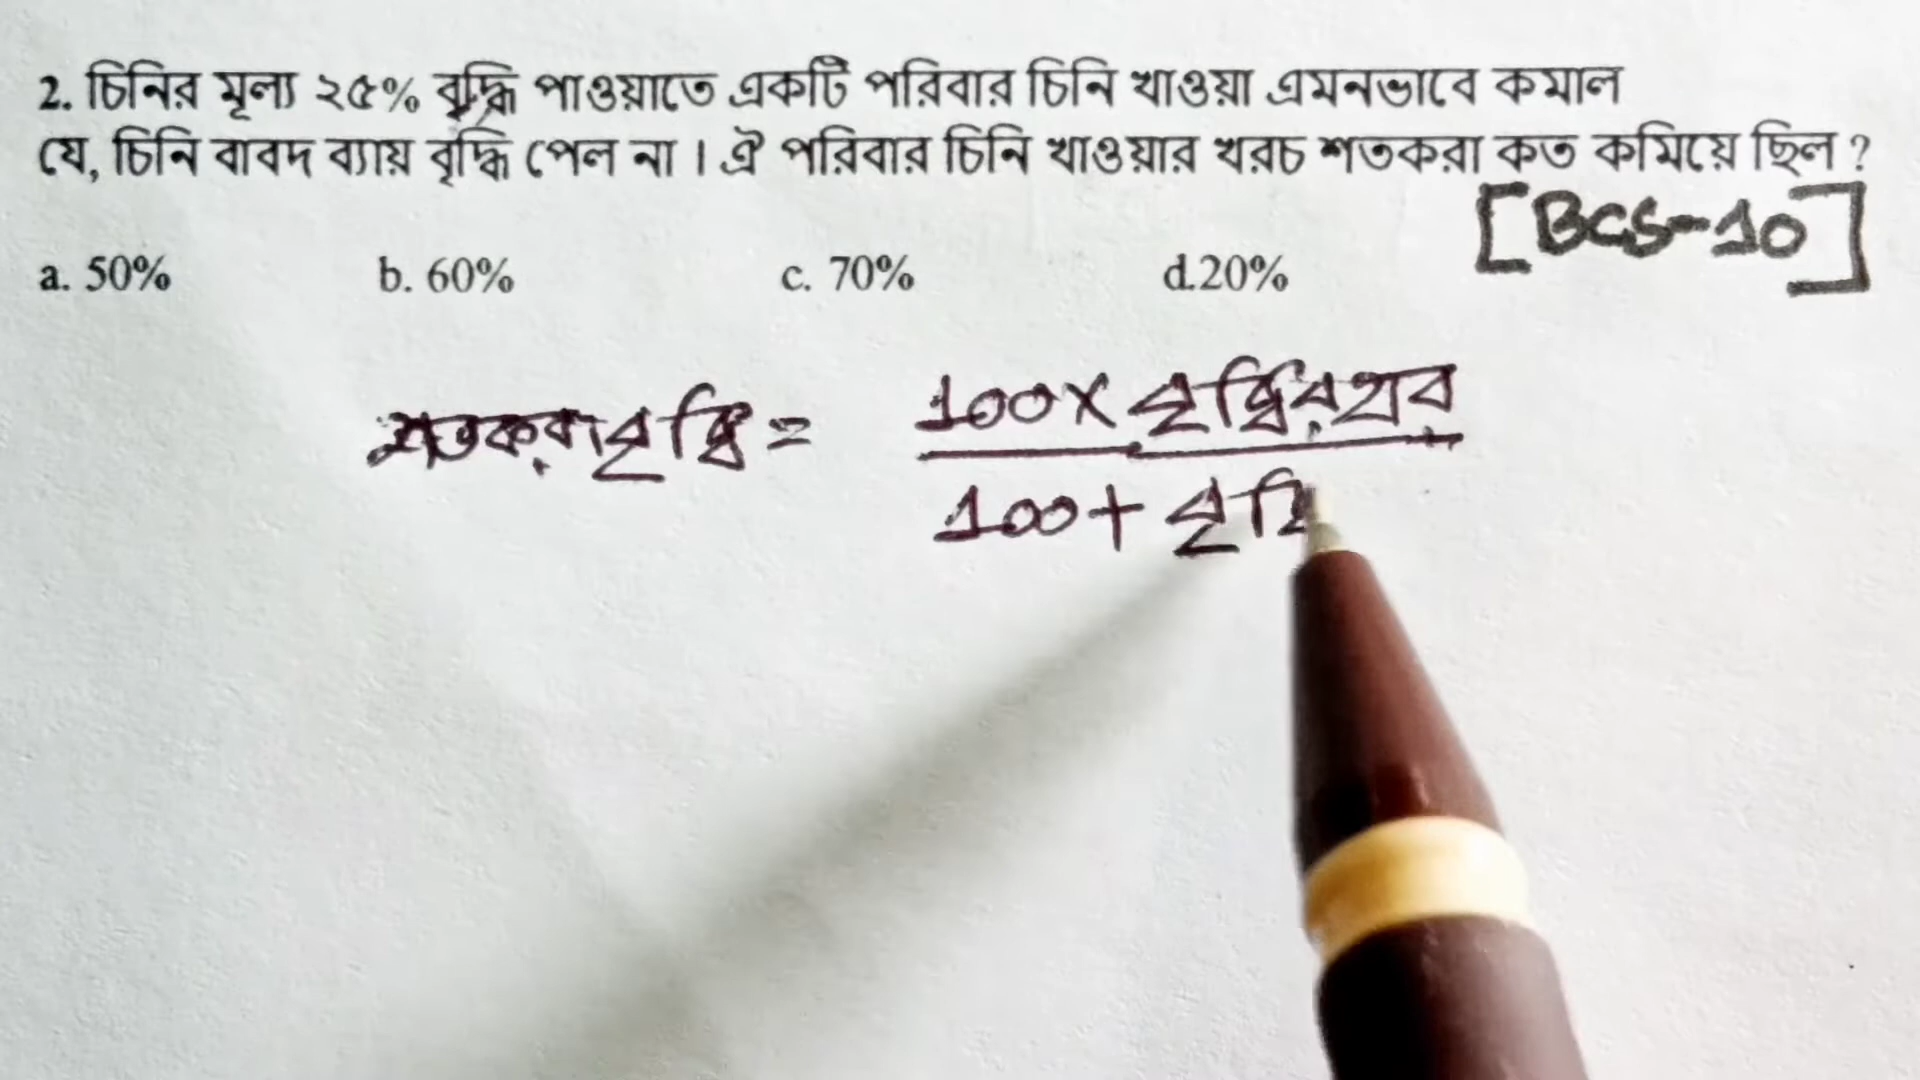 2. চিনির মূল্য ২৫% বৃদ্ধি পাওয়াতে একটি পরিবার চিনি খাওয়া এমনভাবে কমাল
যে, চিনি বাবদ ব্যায় বৃদ্ধি পেল না । ঐ পরিবার চিনি খাওয়ার খরচ শতকরা কত কমিয়ে ছিল ?
[BCS-10]
a. 50% b. 60% c. 70% d.20%
শতকরা বৃদ্ধি = 100× বৃদ্ধির হার
100+ বৃদ্ধি